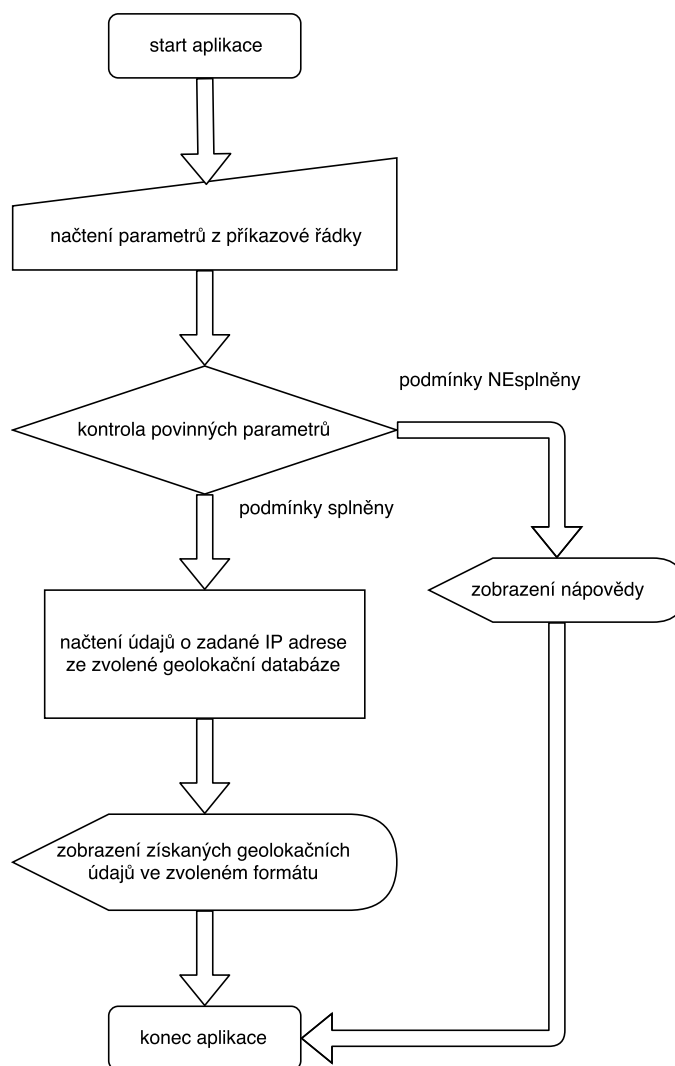 start aplikace
načtení parametrů z příkazové řádky
podmínky NEsplněny
kontrola povinných parametrů
podmínky splněny
zobrazení nápovědy
načtení údajů o zadané IP adrese
ze zvolené geolokační databáze
zobrazení získaných geolokačních
údajů ve zvoleném formátu
konec aplikace